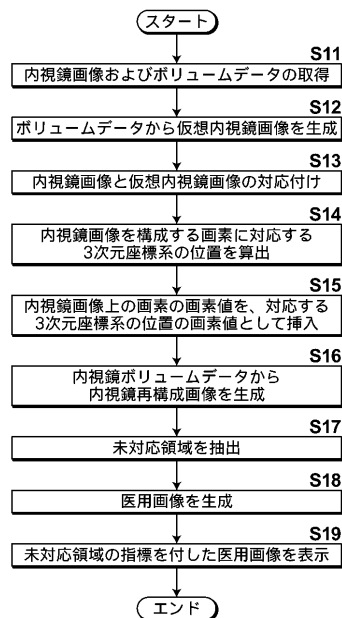 スタート
S11
内視鏡画像およびボリュームデータの取得
S12
ボリュームデータから仮想内視鏡画像を生成
S13
内視鏡画像と仮想内視鏡画像の対応付け
S14
内視鏡画像を構成する画素に対応する
3次元座標系の位置を算出
S15
内視鏡画像上の画素の画素値を、対応する
3次元座標系の位置の画素値として挿入
S16
内視鏡ボリュームデータから
内視鏡再構成画像を生成
S17
未対応領域を抽出
S18
医用画像を生成
S19
未対応領域の指標を付した医用画像を表示
エンド